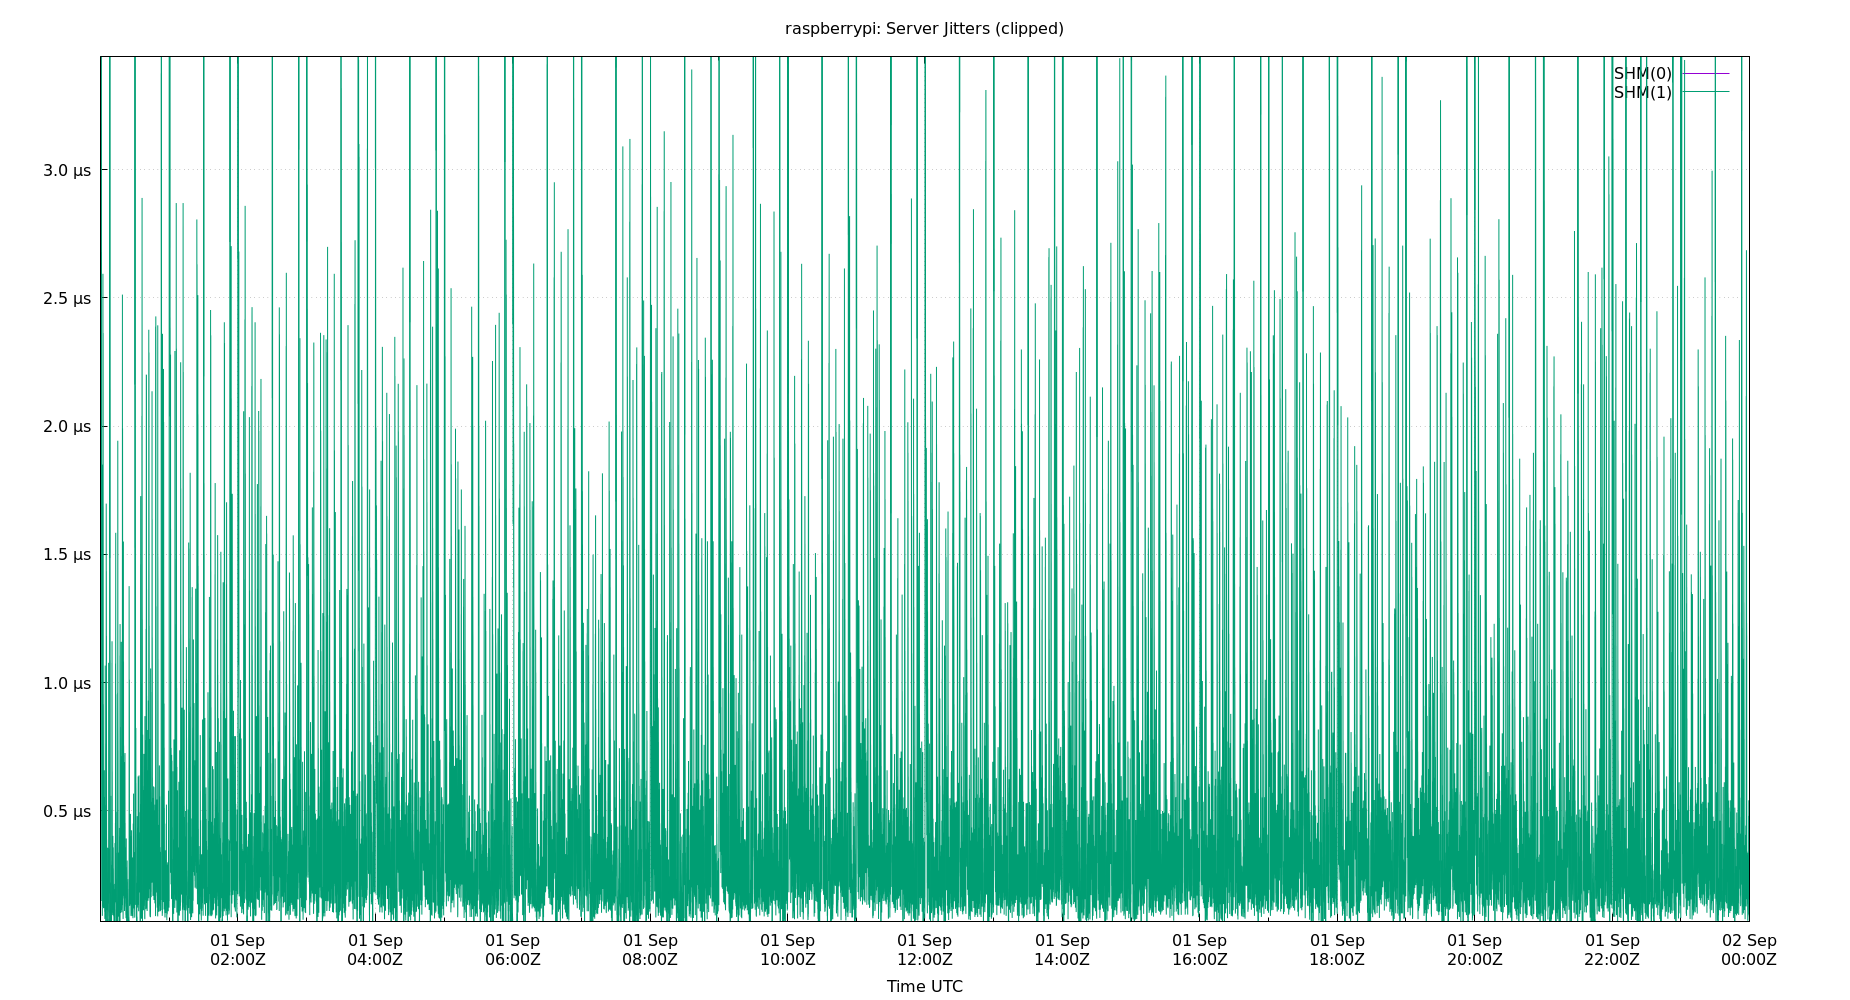 raspberrypi: Server Jitters (clipped)
SHM(0)
SHM(1)
3.0 µs
2.5 µs
2.0 µs
1.5 µs
1.0 µs
0.5 µs
01 Sep 01 Sep 01 Sep 01 Sep 01 Sep 01 Sep 01 Sep 01 Sep 01 Sep 01 Sep 01 Sep 02 Sep
02:00Z 04:00Z 06:00Z 08:00Z 10:00Z 12:00Z 14:00Z 16:00Z 18:00Z 20:00Z 22:00Z 00:00Z
Time UTC